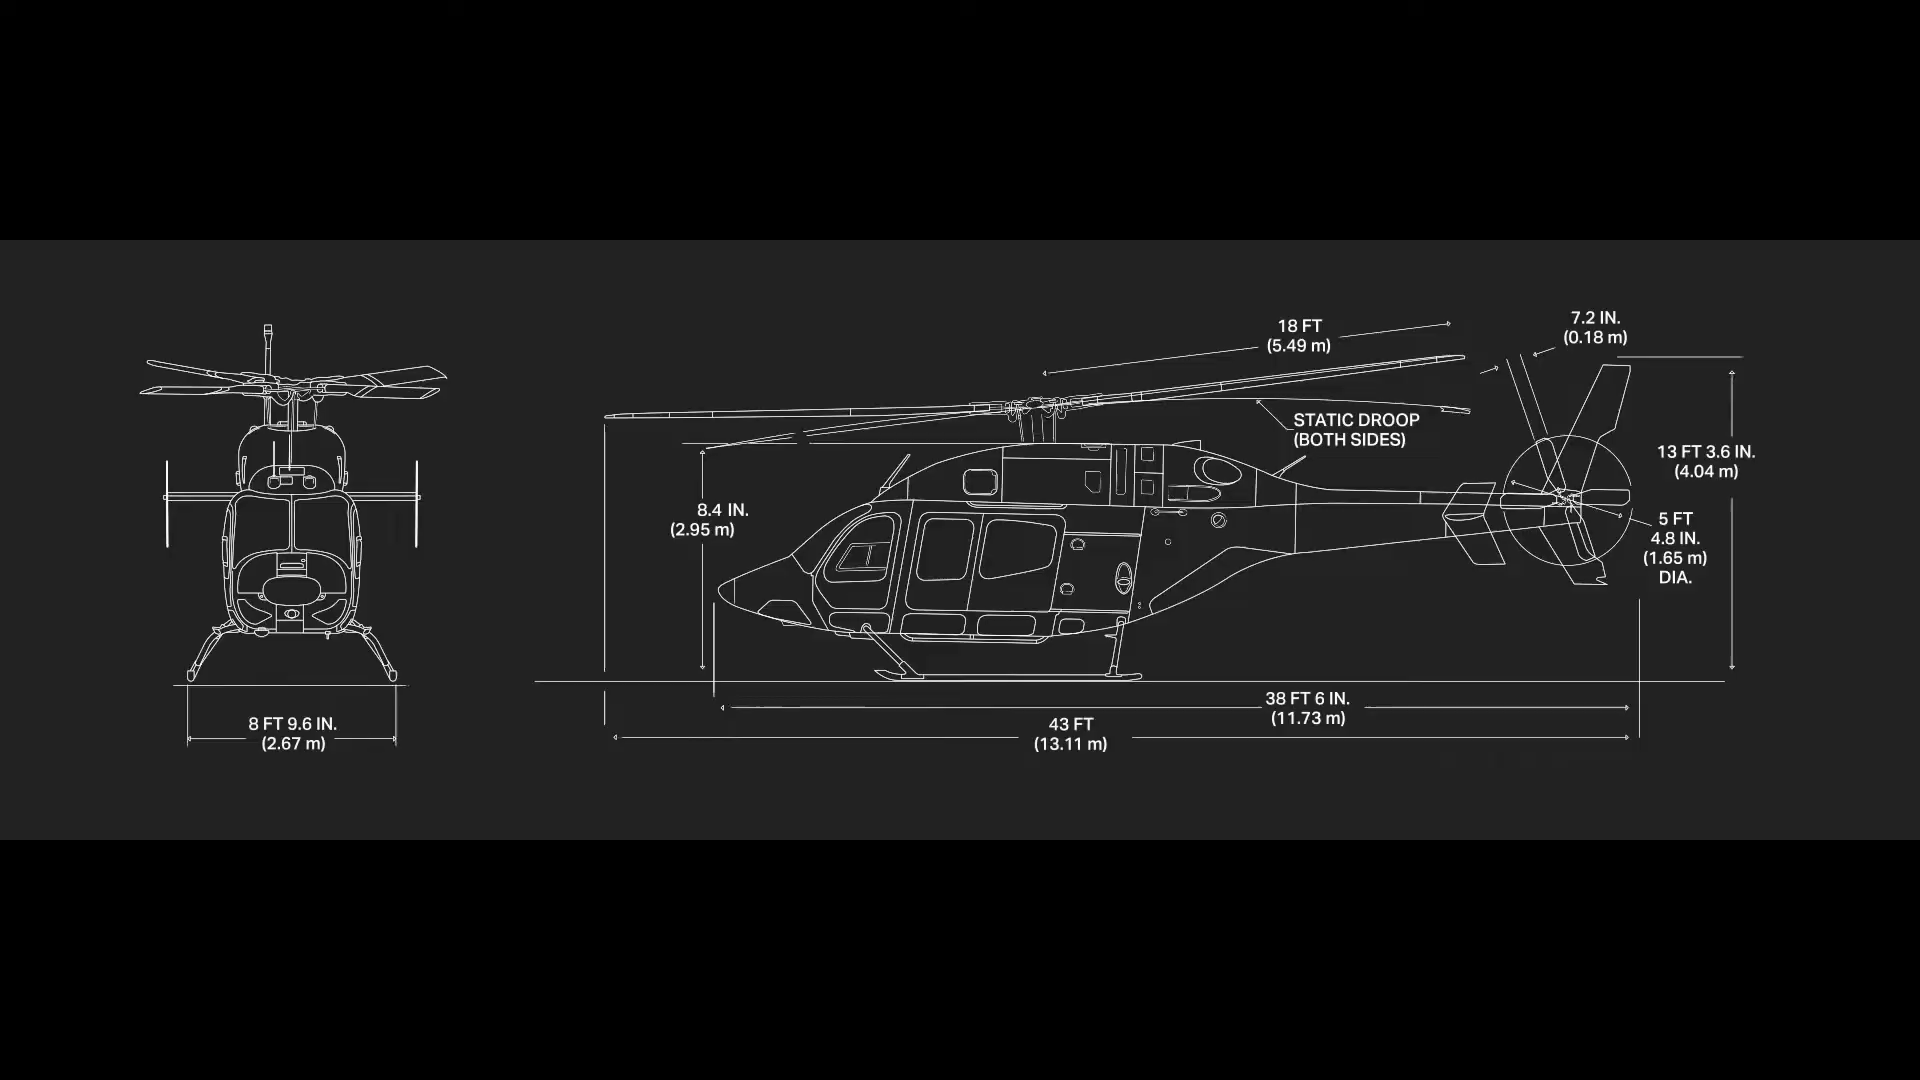 18 FT
(5.49 m)
7.2 IN.
(0.18 m)
STATIC DROOP
(BOTH SIDES)
13 FT 3.6 IN.
(4.04 m)
8.4 IN.
(2.95 m)
5 FT
4.8 IN.
(1.65 m)
DIA.
38 FT 6 IN.
(11.73 m)
43 FT
(13.11 m)
8 FT 9.6 IN.
(2.67 m)